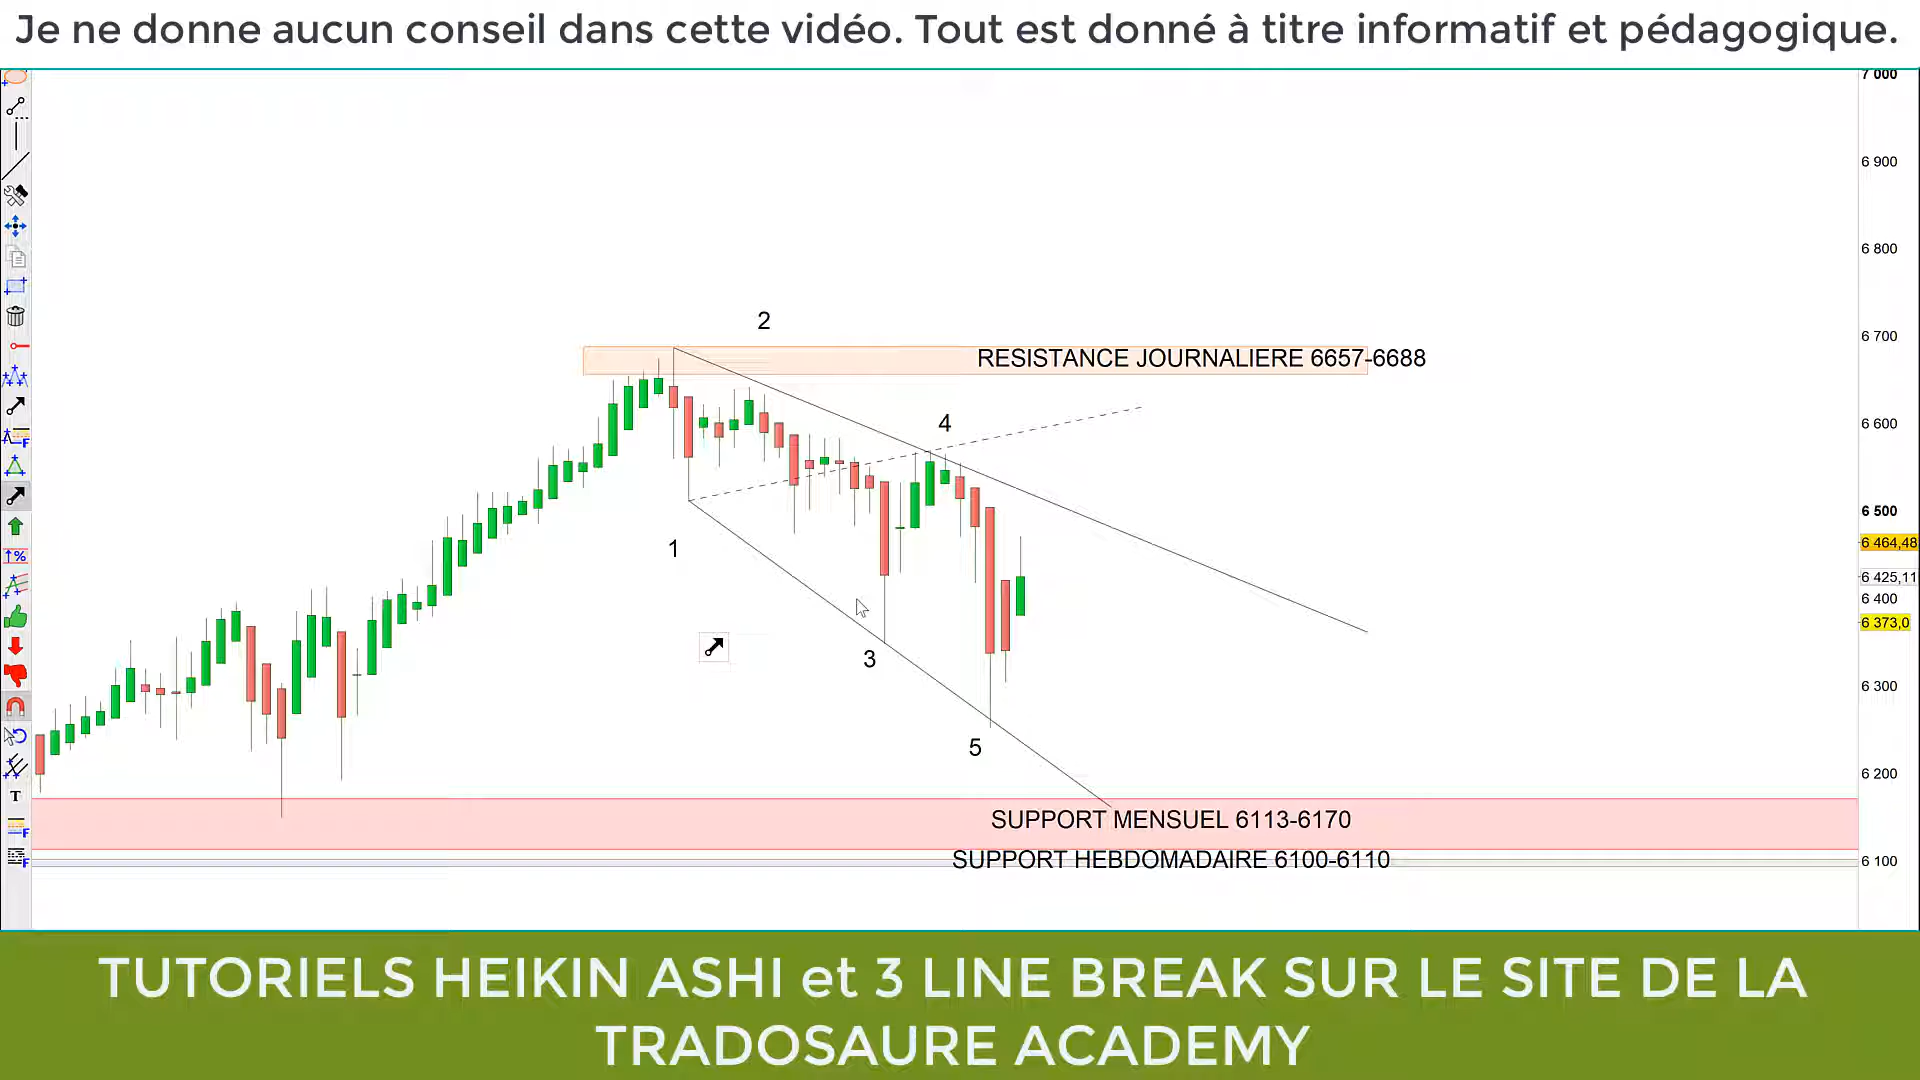 Je ne donne aucun conseil dans cette vidéo. Tout est donné à titre informatif et pédagogique.
7 000
6 900
6 800
6 700
2
RESISTANCE JOURNALIERE 6657-6688
6 600
4
6 500
6 464,48
1
6 425,11
6 400
6 373,0
3
6 300
5
6 200
SUPPORT MENSUEL 6113-6170
SUPPORT HEBDOMADAIRE 6100-6110
6 100
F
%
T
F
F
TUTORIELS HEIKIN ASHI et 3 LINE BREAK SUR LE SITE DE LA
TRADOSAURE ACADEMY